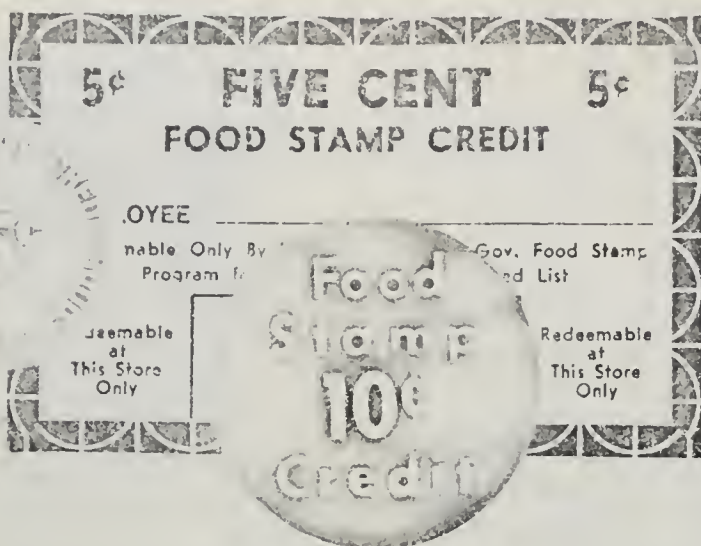 5¢ FIVE CENT 5¢
FOOD STAMP CREDIT
OYEE
nable Only By Gov. Food Stamp
Program List
deemable
at
This Store
Only
Redeemable
at
This Store
Only
Food
Stamp
10¢
Credit